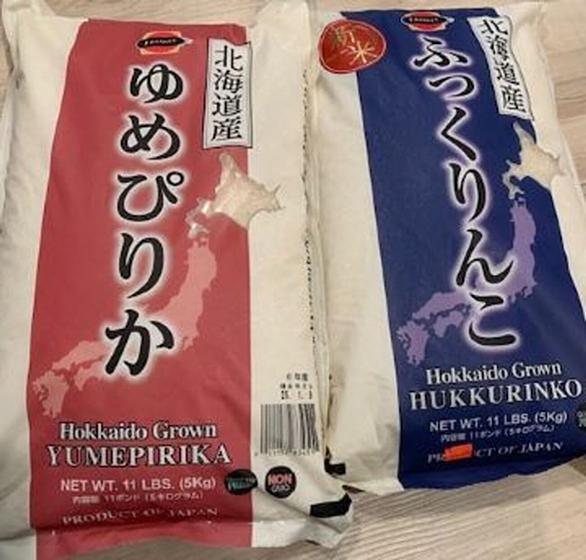 北海道産
ゆめぴりか
Hokkaido Grown
YUMEPIRIKA
NET WT. 11 LBS. (5Kg)
内容量 11ポンド (5キログラム)
PRODUCT OF JAPAN
NON
GMO
新米
北海道産
ふっくりんこ
Hokkaido Grown
HUKKURINKO
NET WT. 11 LBS. (5Kg)
内容量 11ポンド (5キログラム)
OF JAPAN